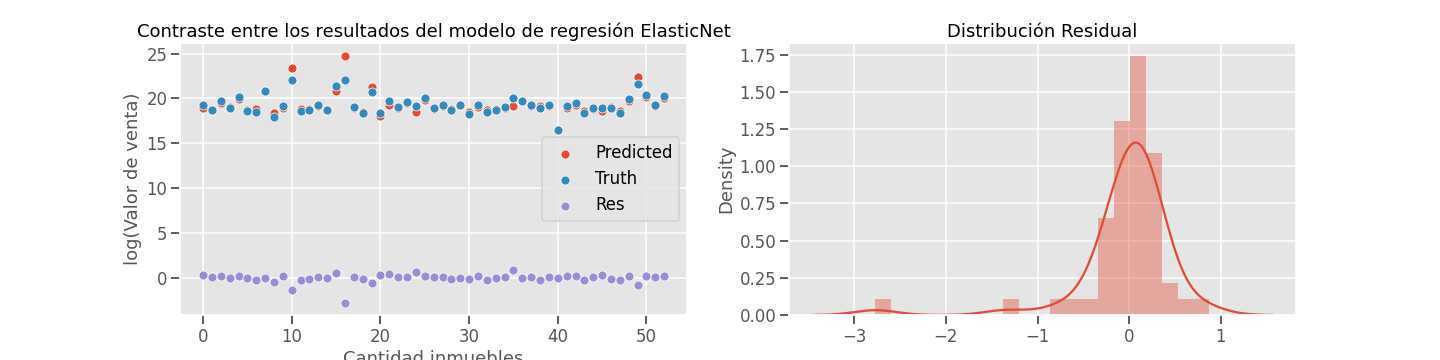 Contraste entre los resultados del modelo de regresión ElasticNet
log(Valor de venta)
25
20
15
10
5
0
0 10 20 30 40 50
Cantidad inmuebles
Predicted
Truth
Res
Distribución Residual
Density
1.75
1.50
1.25
1.00
0.75
0.50
0.25
0.00
−3 −2 −1 0 1